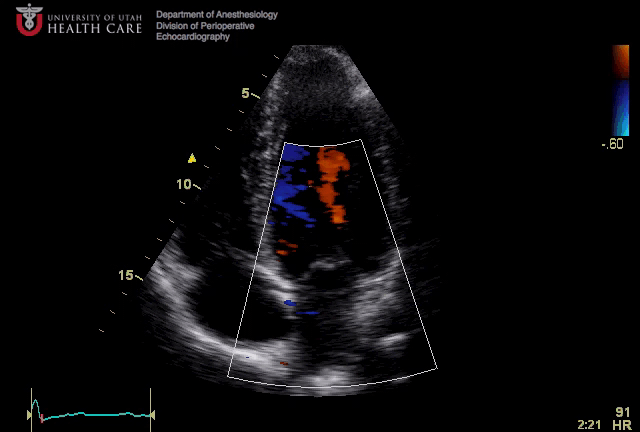 UNIVERSITY OF UTAH
HEALTH CARE
Department of Anesthesiology
Division of Perioperative
Echocardiography
5
10
15
-.60
91
2:21 HR